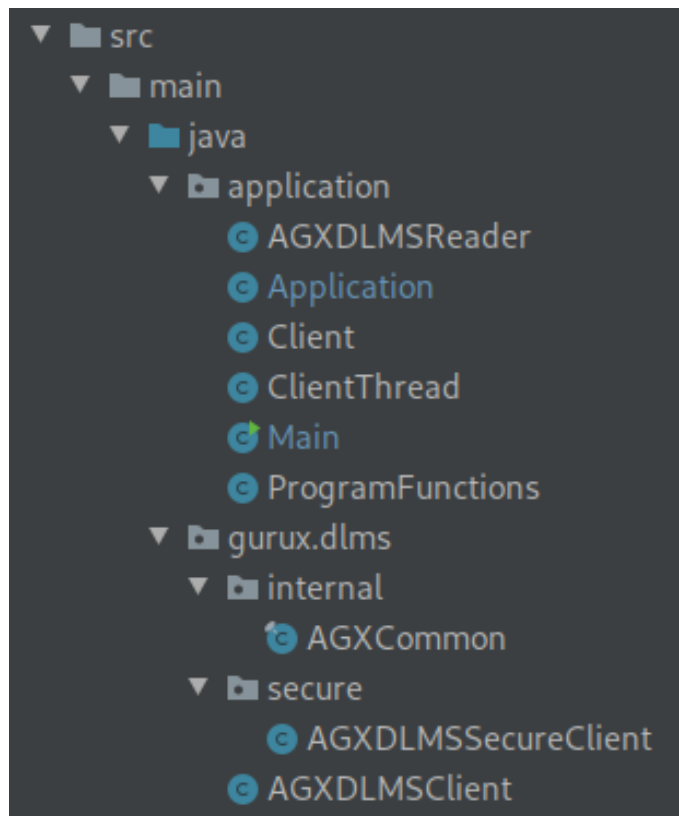 src
main
java
application
AGXDLMSReader
Application
Client
ClientThread
Main
ProgramFunctions
gurux.dlms
internal
AGXCommon
secure
AGXDLMSSecureClient
AGXDLMSClient